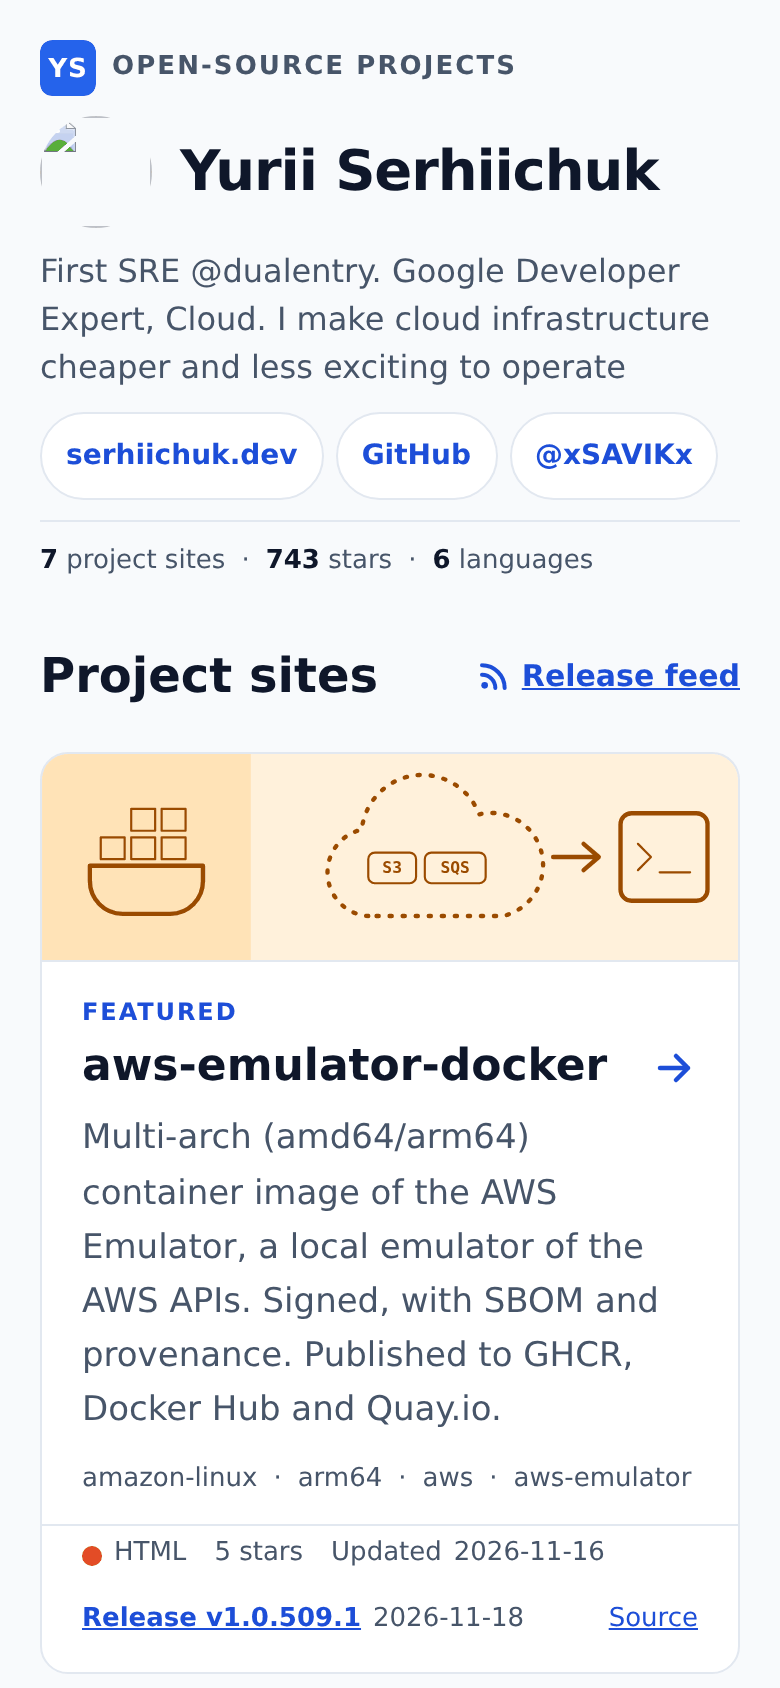 YS OPEN-SOURCE PROJECTS
Yurii Serhiichuk
First SRE @dualentry. Google Developer
Expert, Cloud. I make cloud infrastructure
cheaper and less exciting to operate
serhiichuk.dev GitHub @xSAVIKx
7 project sites · 743 stars · 6 languages
Project sites Release feed
S3 SQS
FEATURED
aws-emulator-docker
Multi-arch (amd64/arm64)
container image of the AWS
Emulator, a local emulator of the
AWS APIs. Signed, with SBOM and
provenance. Published to GHCR,
Docker Hub and Quay.io.
amazon-linux · arm64 · aws · aws-emulator
HTML 5 stars Updated 2026-11-16
Release v1.0.509.1 2026-11-18 Source